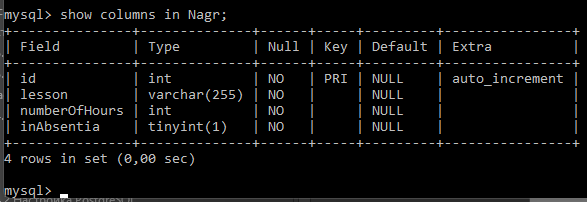 mysql> show columns in Nagr;
+---------------+--------------+------+-----+---------+----------------+
| Field         | Type         | Null | Key | Default | Extra          |
+---------------+--------------+------+-----+---------+----------------+
| id            | int          | NO   | PRI | NULL    | auto_increment |
| lesson        | varchar(255) | NO   |     | NULL    |                |
| numberOfHours | int          | NO   |     | NULL    |                |
| inAbsentia    | tinyint(1)   | NO   |     | NULL    |                |
+---------------+--------------+------+-----+---------+----------------+
4 rows in set (0,00 sec)
mysql>